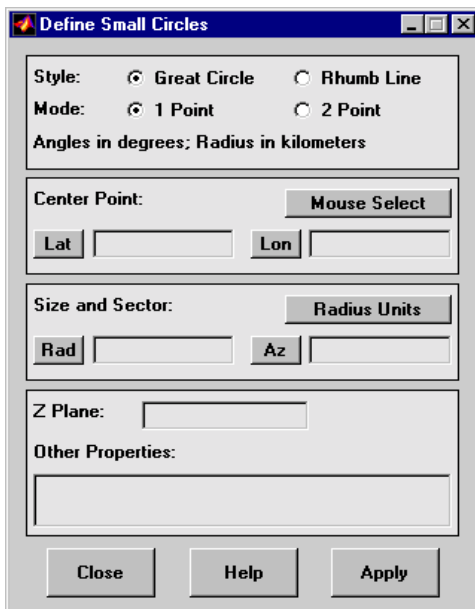 Define Small Circles
Style: Great Circle Rhumb Line
Mode: 1 Point 2 Point
Angles in degrees; Radius in kilometers
Center Point: Mouse Select
Lat Lon
Size and Sector: Radius Units
Rad Az
Z Plane:
Other Properties:
Close Help Apply